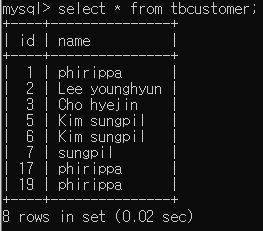 mysql> select * from tbcustomer;
+----+---------------+
| id | name          |
+----+---------------+
|  1 | phirippa      |
|  2 | Lee younghyun |
|  3 | Cho hyejin    |
|  5 | Kim sungpil   |
|  6 | Kim sungpil   |
|  7 | sungpil       |
| 17 | phirippa      |
| 19 | phirippa      |
+----+---------------+
8 rows in set (0.02 sec)